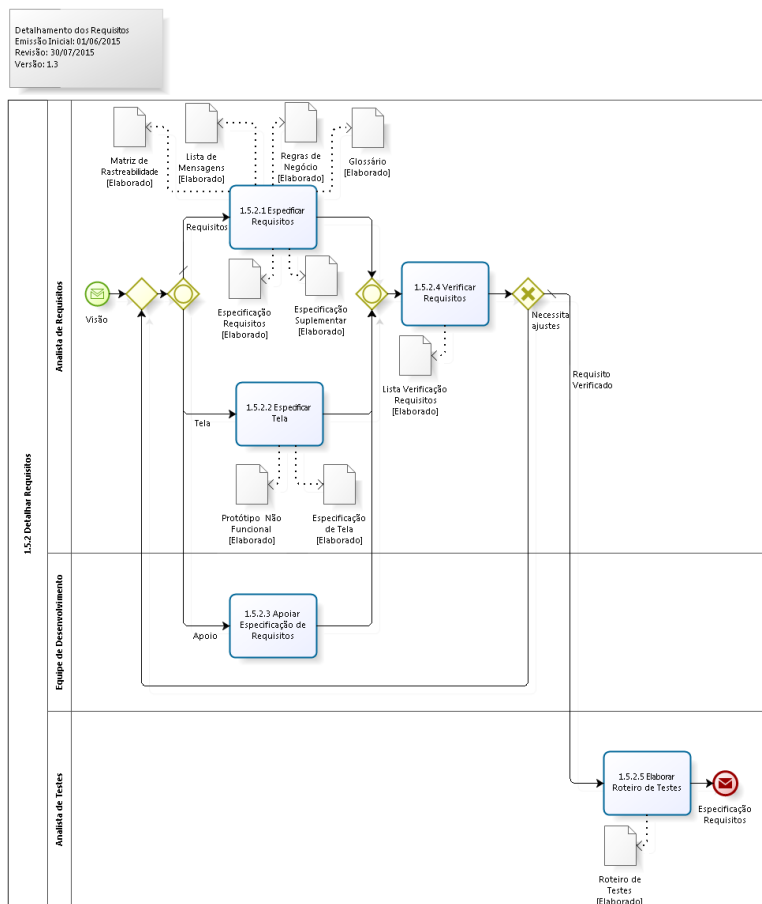 Detalhamento dos Requisitos
Emissão Inicial: 01/06/2015
Revisão: 30/07/2015
Versão: 1.3
1.5.2 Detalhar Requisitos
Analista de Requisitos
Matriz de
Rastreabilidade
[Elaborado]
Lista de
Mensagens
[Elaborado]
Regras de
Negócio
[Elaborado]
Glossário
[Elaborado]
1.5.2.1 Especificar
Requisitos
Requisitos
Visão
Especificação
Requisitos
[Elaborado]
Especificação
Suplementar
[Elaborado]
1.5.2.4 Verificar
Requisitos
Necessita
ajustes
Lista Verificação
Requisitos
[Elaborado]
Requisito
Verificado
1.5.2.2 Especificar
Tela
Tela
Protótipo Não
Funcional
[Elaborado]
Especificação
de Tela
[Elaborado]
Equipe de Desenvolvimento
1.5.2.3 Apoiar
Especificação de
Requisitos
Apoio
Analista de Testes
1.5.2.5 Elaborar
Roteiro de Testes
Especificação
Requisitos
Roteiro de
Testes
[Elaborado]